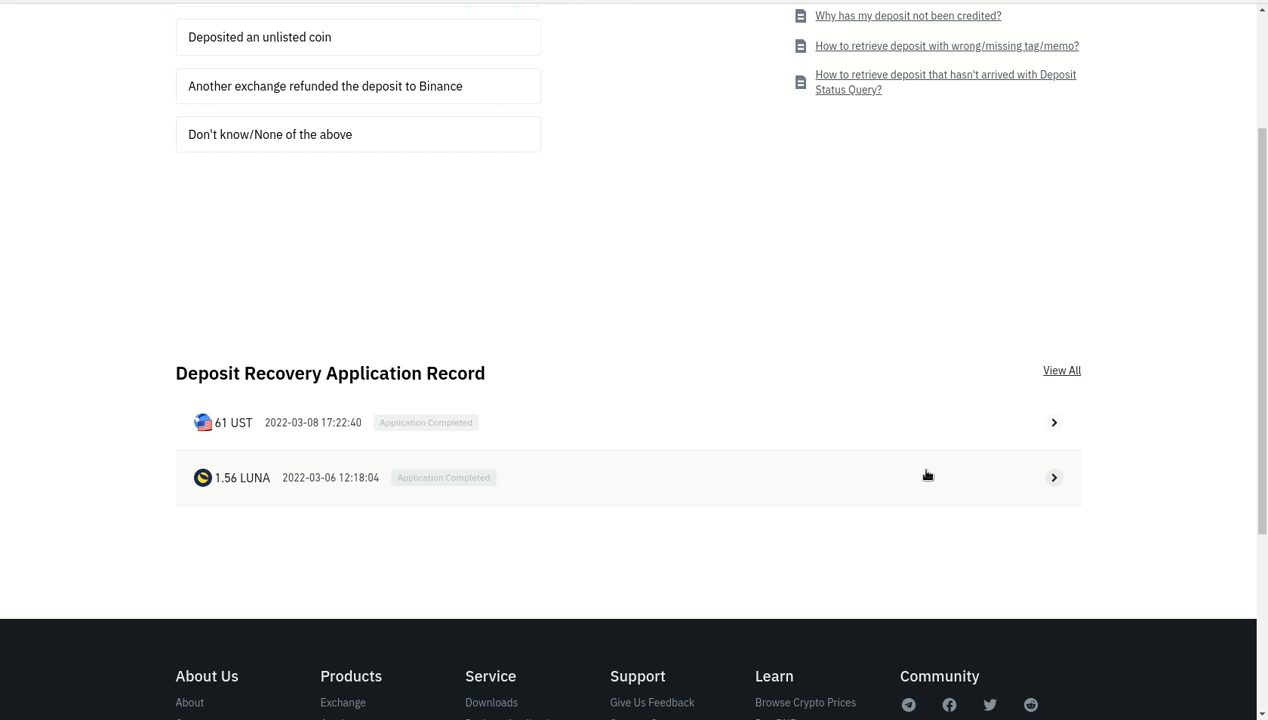 Deposited an unlisted coin
Another exchange refunded the deposit to Binance
Don't know/None of the above
Why has my deposit not been credited?
How to retrieve deposit with wrong/missing tag/memo?
How to retrieve deposit that hasn't arrived with Deposit
Status Query?
Deposit Recovery Application Record
View All
61 UST 2022-03-08 17:22:40 Application Completed
1.56 LUNA 2022-03-06 12:18:04 Application Completed
About Us Products Service Support Learn Community
About Exchange Downloads Give Us Feedback Browse Crypto Prices